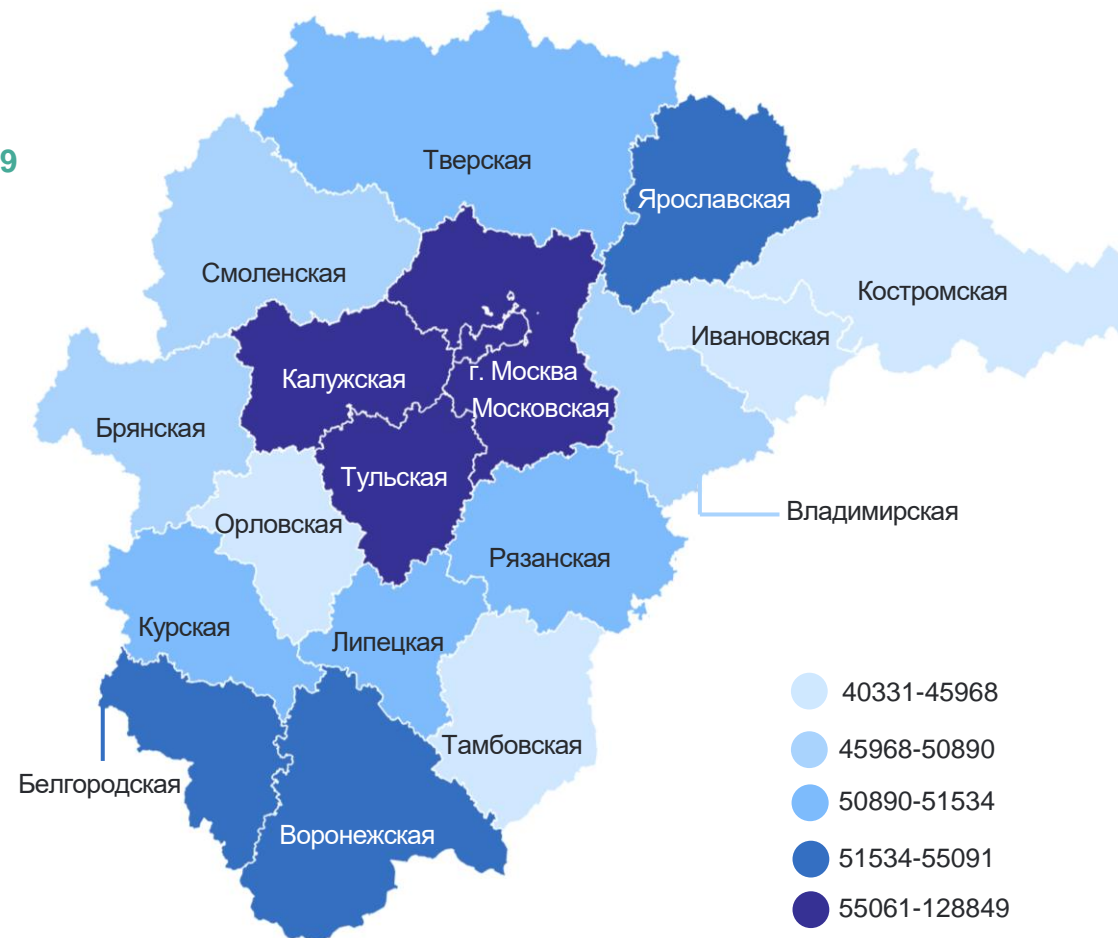 9
Тверская
Ярославская
Смоленская
Костромская
Ивановская
Калужская
г. Москва
Московская
Брянская
Тульская
Владимирская
Орловская
Рязанская
Курская
Липецкая
Тамбовская
Белгородская
Воронежская
40331-45968
45968-50890
50890-51534
51534-55091
55061-128849